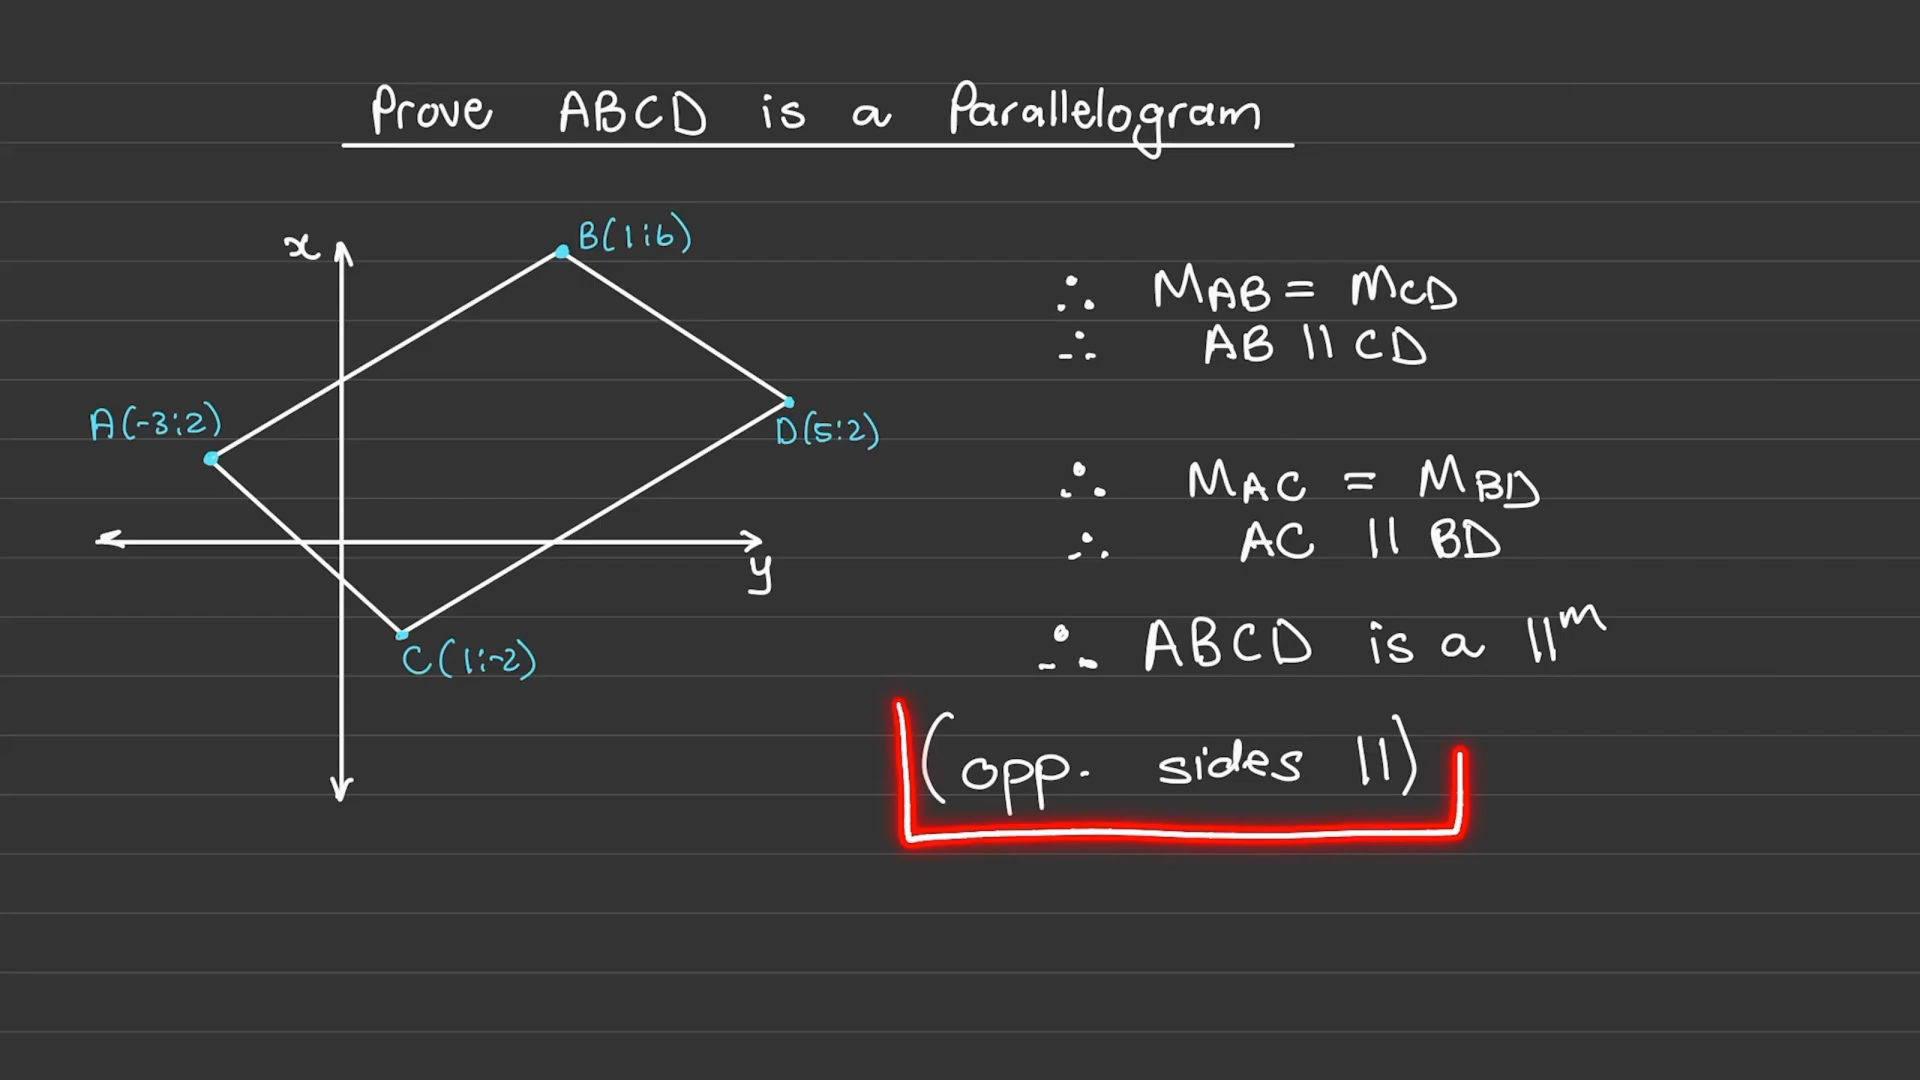 Prove ABCD is a Parallelogram
x
B(1;6)
A(-3;2)
D(5;2)
y
C(1;-2)
∴ MAB = MCD
∴ AB || CD
∴ MAC = MBD
∴ AC || BD
∴ ABCD is a ||ᵐ
(opp. sides ||)